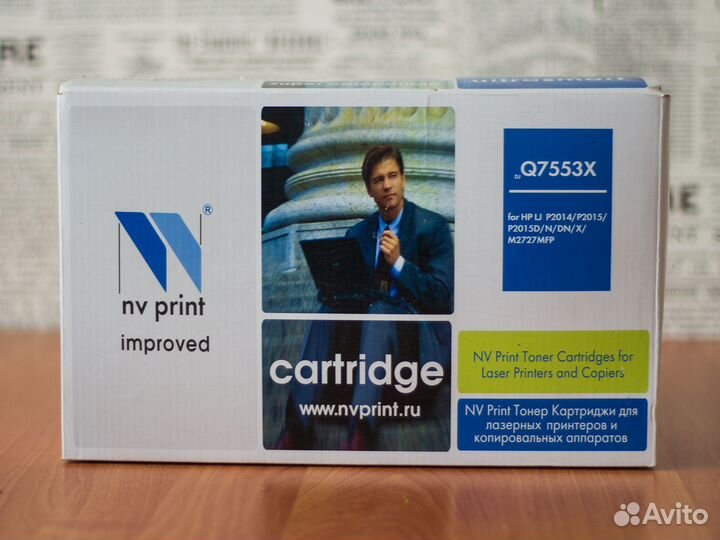 nv print
®
improved
cartridge
www.nvprint.ru
Q7553X
for HP LJ P2014/P2015/
P2015D/N/DN/X/
M2727MFP
NV Print Toner Cartridges for
Laser Printers and Copiers
NV Print Тонер Картриджи для
лазерных принтеров и
копировальных аппаратов
Avito